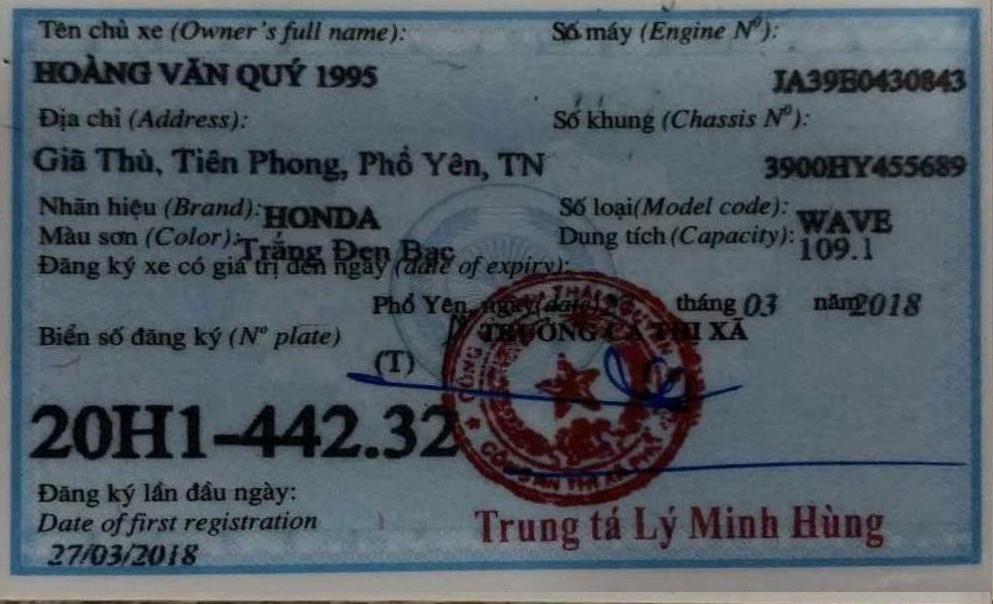 Tên chủ xe (Owner's full name):
HOÀNG VĂN QUÝ 1995
Số máy (Engine Nº):
JA39E0430843
Địa chỉ (Address):
Giã Thù, Tiên Phong, Phổ Yên, TN
Số khung (Chassis Nº):
3900HY455689
Nhãn hiệu (Brand): HONDA
Số loại(Model code): WAVE
Màu sơn (Color): Trắng Đen Bạc
Dung tích (Capacity): 109.1
Đăng ký xe có giá trị đến ngày (date of expiry):
Phổ Yên, ngày(date) tháng 03 năm 2018
TRƯỞNG CA THỊ XÃ
Biển số đăng ký (Nº plate)
(T)
20H1-442.32
Đăng ký lần đầu ngày:
Date of first registration
27/03/2018
Trung tá Lý Minh Hùng